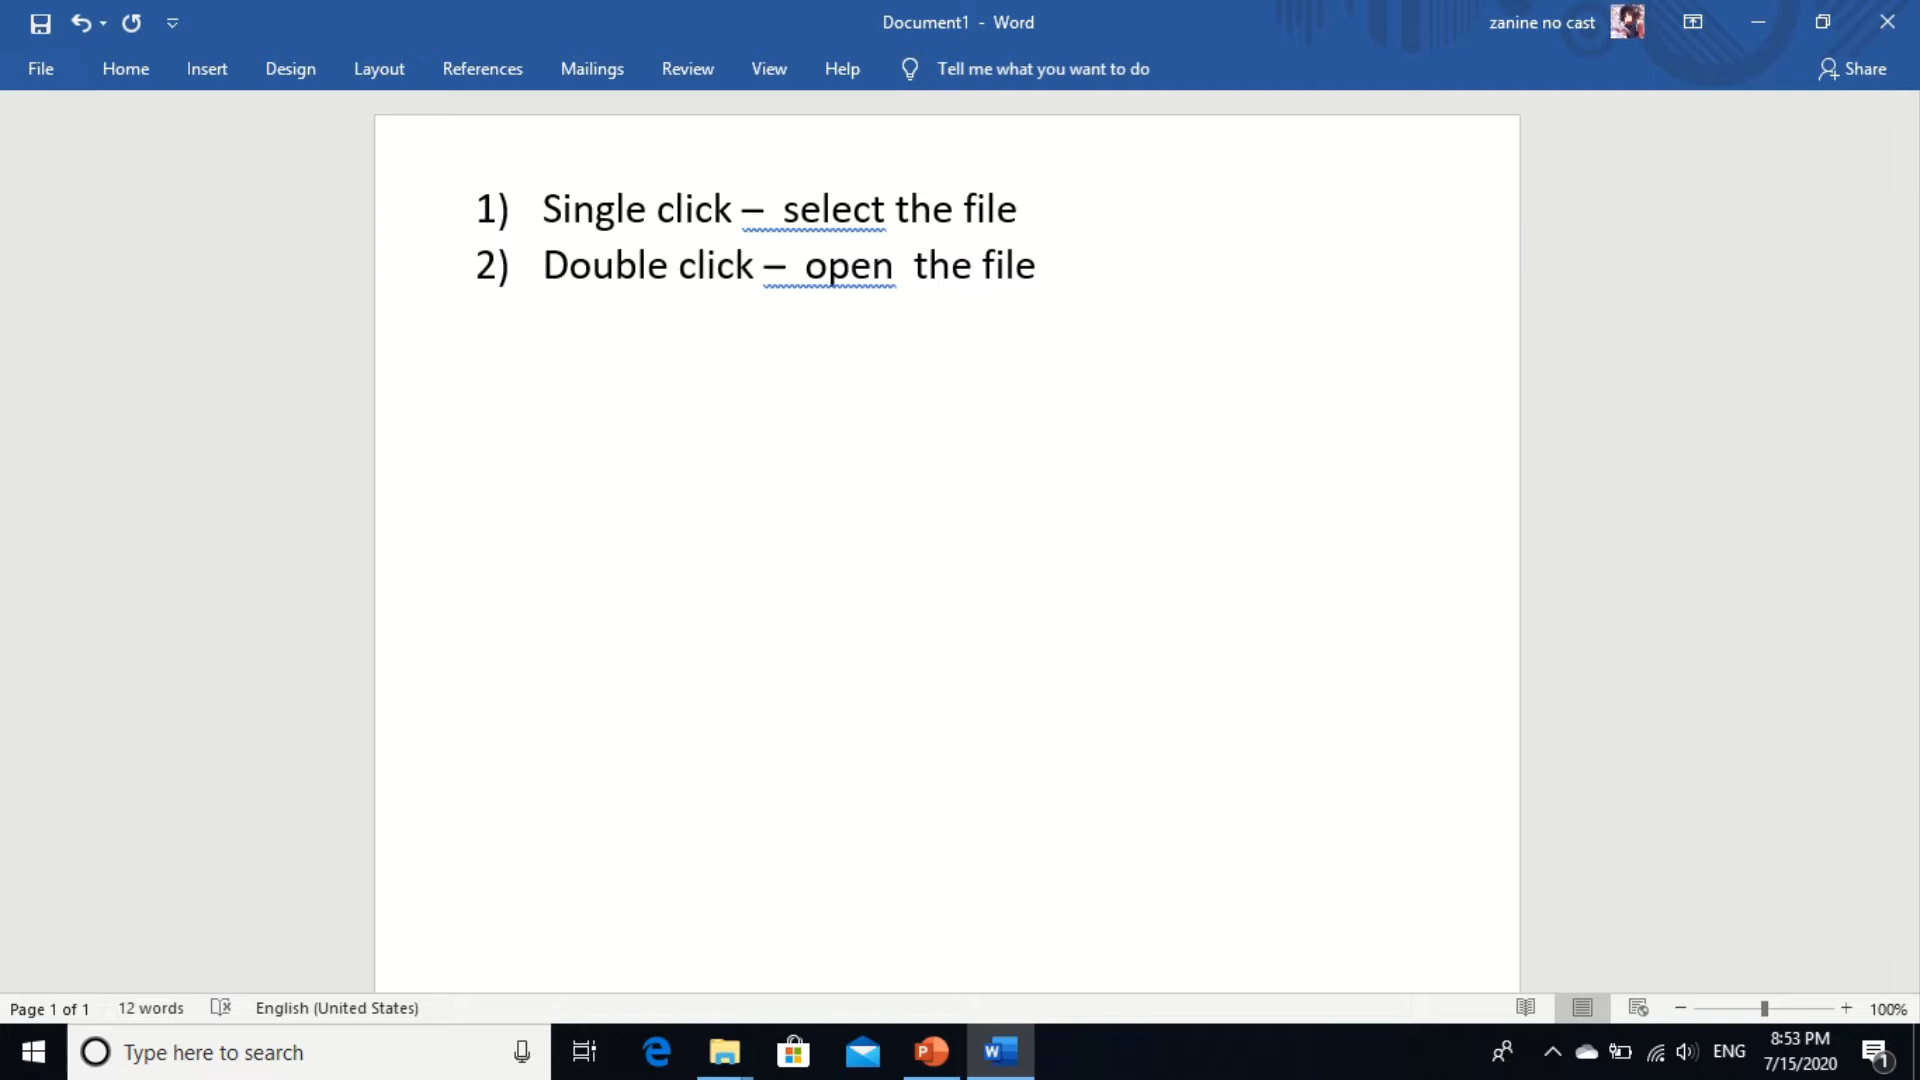 Document1 - Word
zanine no cast
File Home Insert Design Layout References Mailings Review View Help Tell me what you want to do Share
1) Single click – select the file
2) Double click – open the file
Page 1 of 1 12 words English (United States) 100%
Type here to search
ENG
8:53 PM
7/15/2020
1